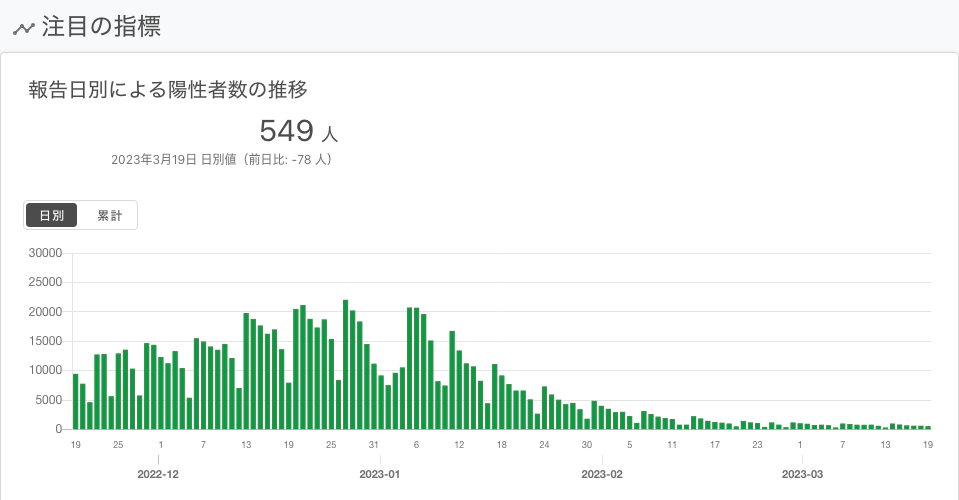 注目の指標
報告日別による陽性者数の推移
549 人
2023年3月19日 日別値（前日比: -78 人）
日別 累計
30000
25000
20000
15000
10000
5000
0
19 25 1 7 13 19 25 31 6 12 18 24 30 5 11 17 23 1 7 13 19
2022-12 2023-01 2023-02 2023-03